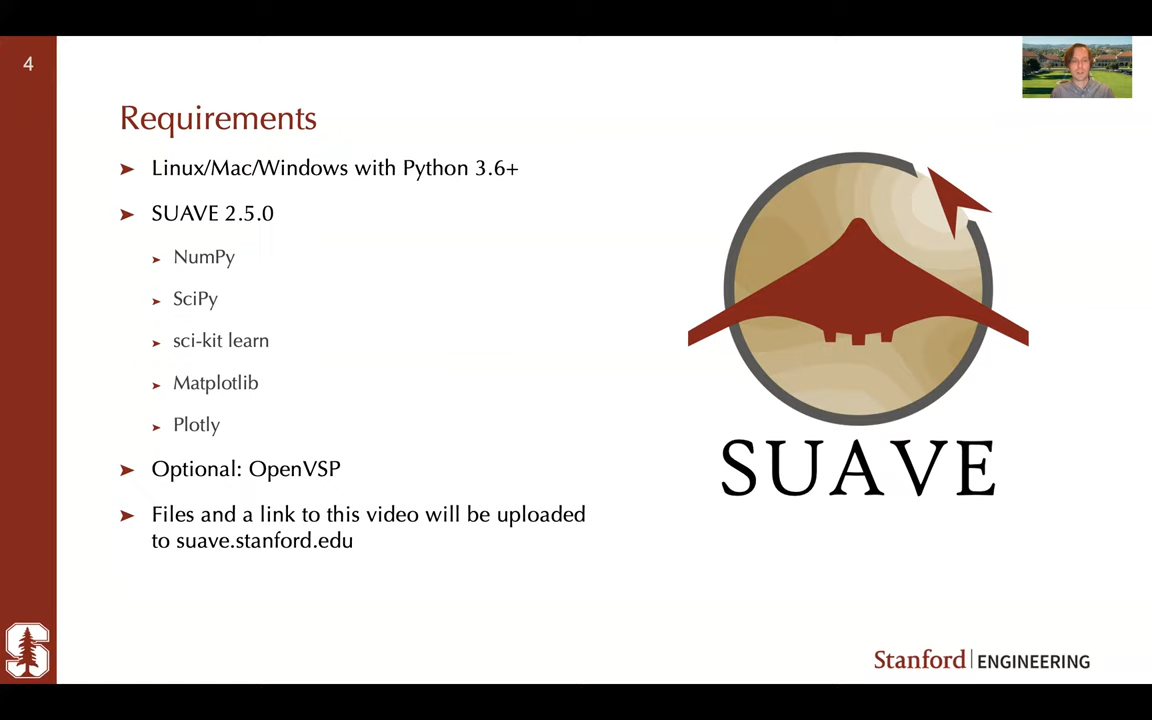 4
Requirements
Linux/Mac/Windows with Python 3.6+
SUAVE 2.5.0
NumPy
SciPy
sci-kit learn
Matplotlib
Plotly
Optional: OpenVSP
Files and a link to this video will be uploaded
to suave.stanford.edu
SUAVE
S
Stanford | ENGINEERING